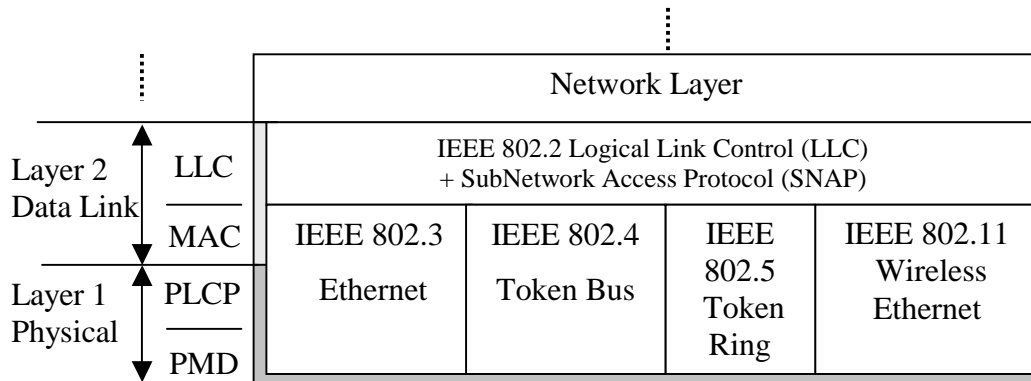 Network Layer
Layer 2
Data Link
LLC
MAC
IEEE 802.2 Logical Link Control (LLC)
+ SubNetwork Access Protocol (SNAP)
IEEE 802.3
Ethernet
IEEE 802.4
Token Bus
IEEE
802.5
Token
Ring
IEEE 802.11
Wireless
Ethernet
Layer 1
Physical
PLCP
PMD